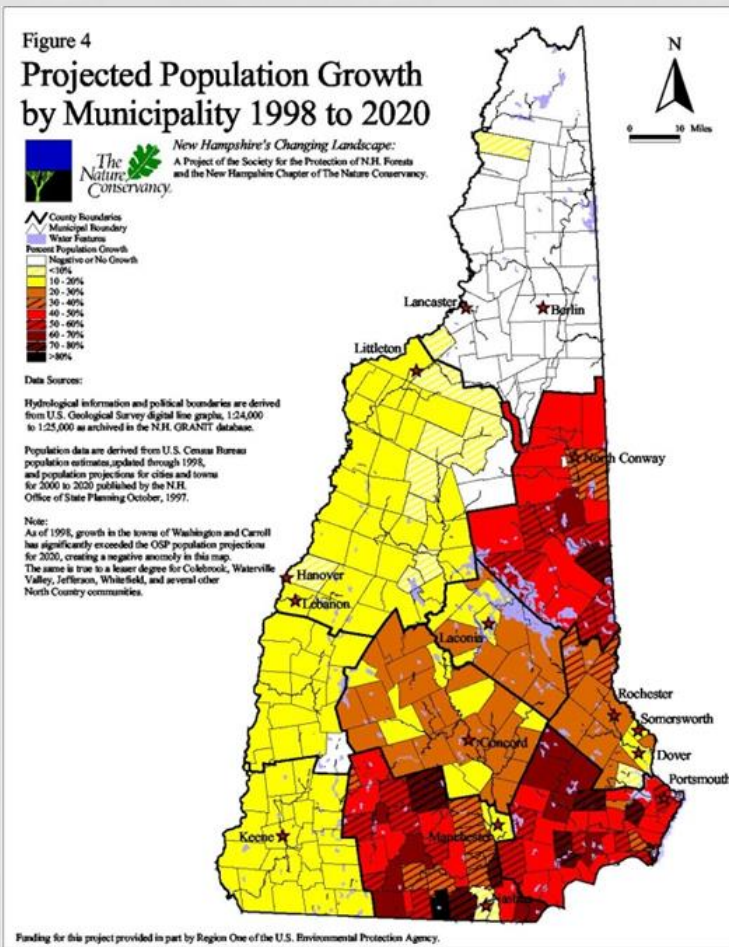 Figure 4
Projected Population Growth
by Municipality 1998 to 2020
The
Nature
Conservancy
New Hampshire's Changing Landscape:
A Project of the Society for the Protection of N.H. Forests
and the New Hampshire Chapter of The Nature Conservancy.
N
0 10 Miles
County Boundaries
Municipal Boundary
Water Features
Percent Population Growth
Negative or No Growth
<10%
10 - 20%
20 - 30%
30 - 40%
40 - 50%
50 - 60%
60 - 70%
70 - 80%
>80%
Data Sources:
Hydrological information and political boundaries are derived
from U.S. Geological Survey digital line graphs, 1:24,000
to 1:25,000 as archived in the N.H. GRANIT database.
Population data are derived from U.S. Census Bureau
population estimates,updated through 1998,
and population projections for cities and towns
for 2000 to 2020 published by the N.H.
Office of State Planning October, 1997.
Note:
As of 1998, growth in the towns of Washington and Carroll
has significantly exceeded the OSP population projections
for 2020, creating a negative anomoly in this map.
The same is true to a lesser degree for Colebrook, Waterville
Valley, Jefferson, Whitefield, and several other
North Country communities.
Lancaster
Berlin
Littleton
North Conway
Hanover
Lebanon
Laconia
Rochester
Somersworth
Concord
Dover
Portsmouth
Keene
Manchester
Nashua
Funding for this project provided in part by Region One of the U.S. Environmental Protection Agency.